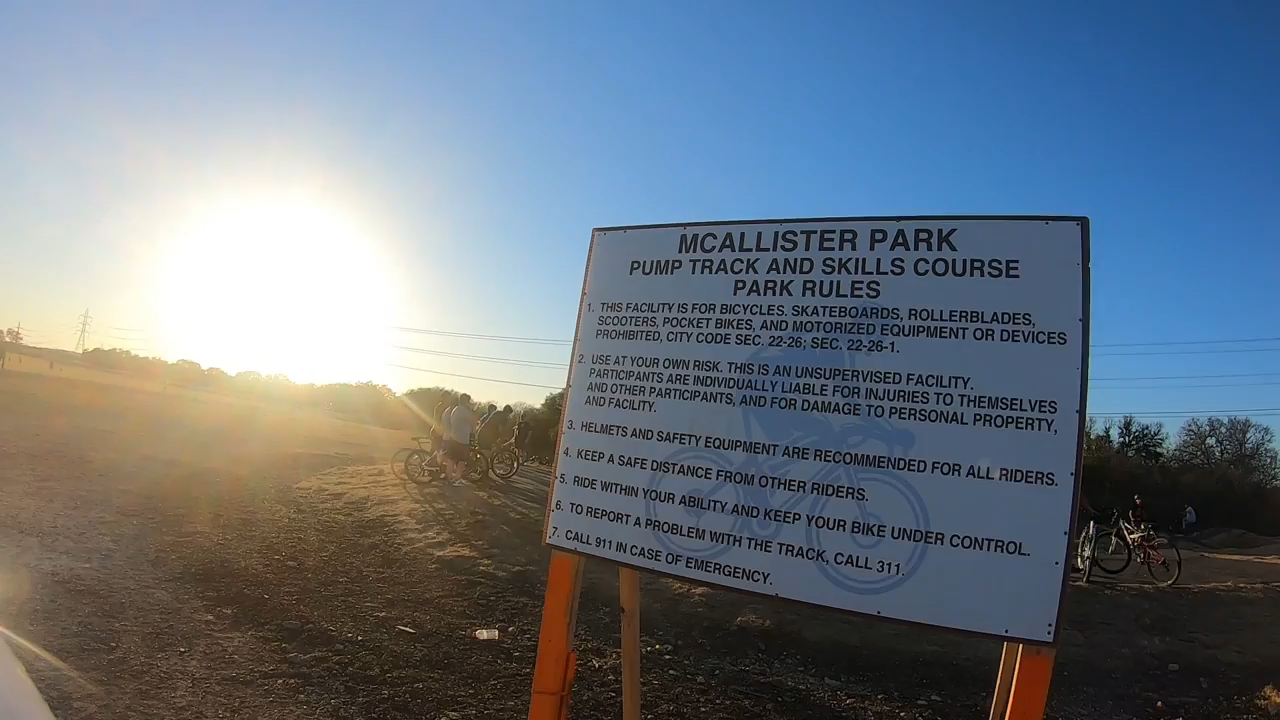 MCALLISTER PARK
PUMP TRACK AND SKILLS COURSE
PARK RULES
1. THIS FACILITY IS FOR BICYCLES. SKATEBOARDS, ROLLERBLADES,
SCOOTERS, POCKET BIKES, AND MOTORIZED EQUIPMENT OR DEVICES
PROHIBITED, CITY CODE SEC. 22-26; SEC. 22-26-1.
2. USE AT YOUR OWN RISK. THIS IS AN UNSUPERVISED FACILITY.
PARTICIPANTS ARE INDIVIDUALLY LIABLE FOR INJURIES TO THEMSELVES
AND OTHER PARTICIPANTS, AND FOR DAMAGE TO PERSONAL PROPERTY,
AND FACILITY.
3. HELMETS AND SAFETY EQUIPMENT ARE RECOMMENDED FOR ALL RIDERS.
4. KEEP A SAFE DISTANCE FROM OTHER RIDERS.
5. RIDE WITHIN YOUR ABILITY AND KEEP YOUR BIKE UNDER CONTROL.
6. TO REPORT A PROBLEM WITH THE TRACK, CALL 311.
7. CALL 911 IN CASE OF EMERGENCY.